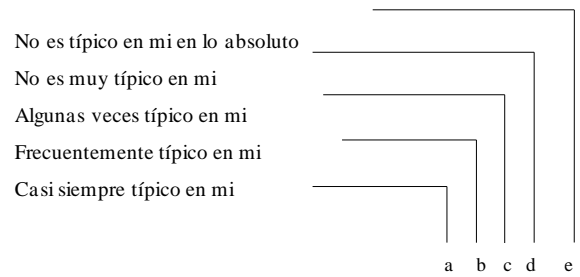 No es típico en mi en lo absoluto
No es muy típico en mi
Algunas veces típico en mi
Frecuentemente típico en mi
Casi siempre típico en mi
a b c d e